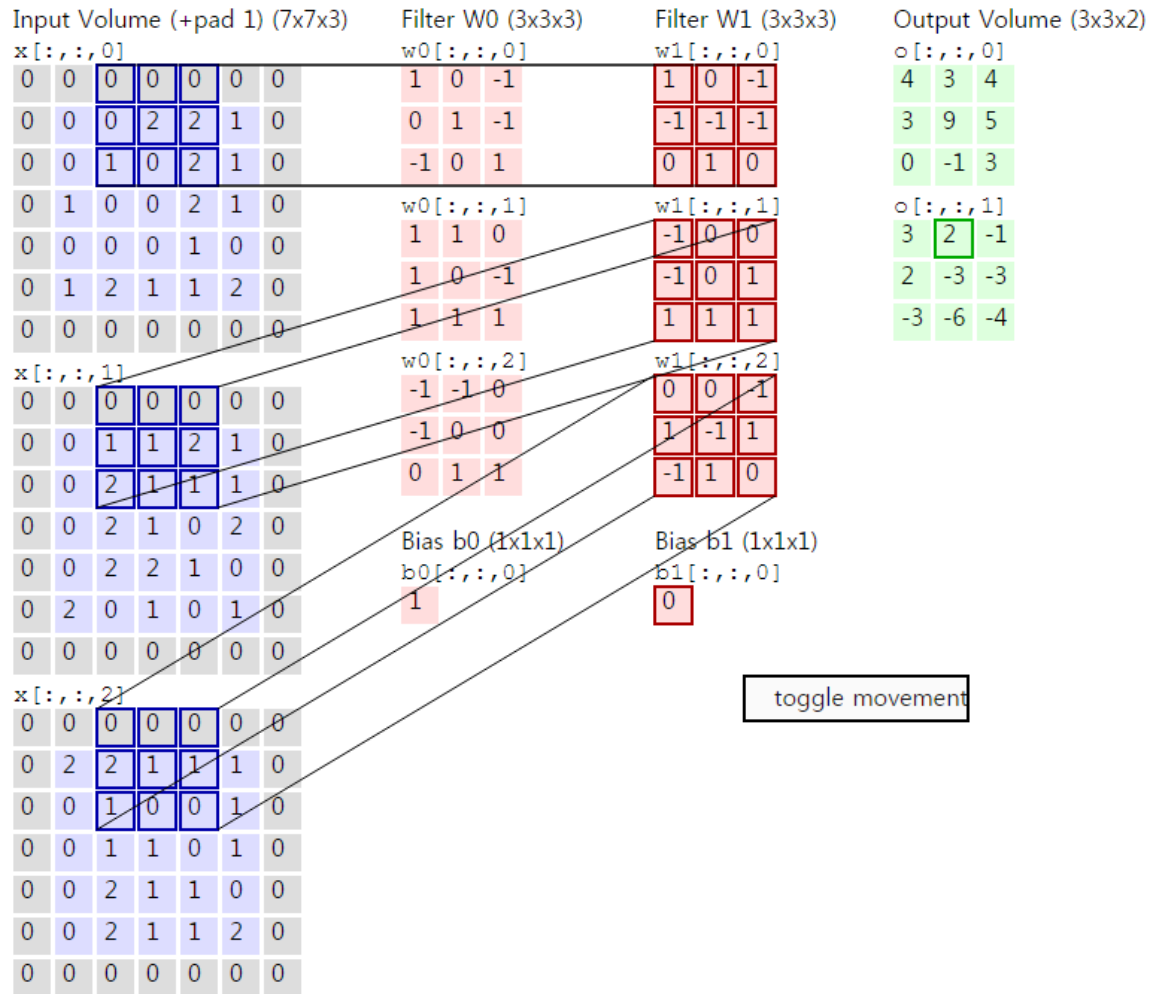 Input Volume (+pad 1) (7x7x3)
x[:,:,0]
0 0 0 0 0 0 0
0 0 0 2 2 1 0
0 0 1 0 2 1 0
0 1 0 0 2 1 0
0 0 0 0 1 0 0
0 1 2 1 1 2 0
0 0 0 0 0 0 0
x[:,:,1]
0 0 0 0 0 0 0
0 0 1 1 2 1 0
0 0 2 1 1 1 0
0 0 2 1 0 2 0
0 0 2 2 1 0 0
0 2 0 1 0 1 0
0 0 0 0 0 0 0
x[:,:,2]
0 0 0 0 0 0 0
0 2 2 1 1 1 0
0 0 1 0 0 1 0
0 0 1 1 0 1 0
0 0 2 1 1 0 0
0 0 2 1 1 2 0
0 0 0 0 0 0 0
Filter W0 (3x3x3)
w0[:,:,0]
1 0 -1
0 1 -1
-1 0 1
w0[:,:,1]
1 1 0
1 0 -1
1 1 1
w0[:,:,2]
-1 -1 0
-1 0 0
0 1 1
Bias b0 (1x1x1)
b0[:,:,0]
1
Filter W1 (3x3x3)
w1[:,:,0]
1 0 -1
-1 -1 -1
0 1 0
w1[:,:,1]
-1 0 0
-1 0 1
1 1 1
w1[:,:,2]
0 0 -1
1 -1 1
-1 1 0
Bias b1 (1x1x1)
b1[:,:,0]
0
Output Volume (3x3x2)
o[:,:,0]
4 3 4
3 9 5
0 -1 3
o[:,:,1]
3 2 -1
2 -3 -3
-3 -6 -4
toggle movement